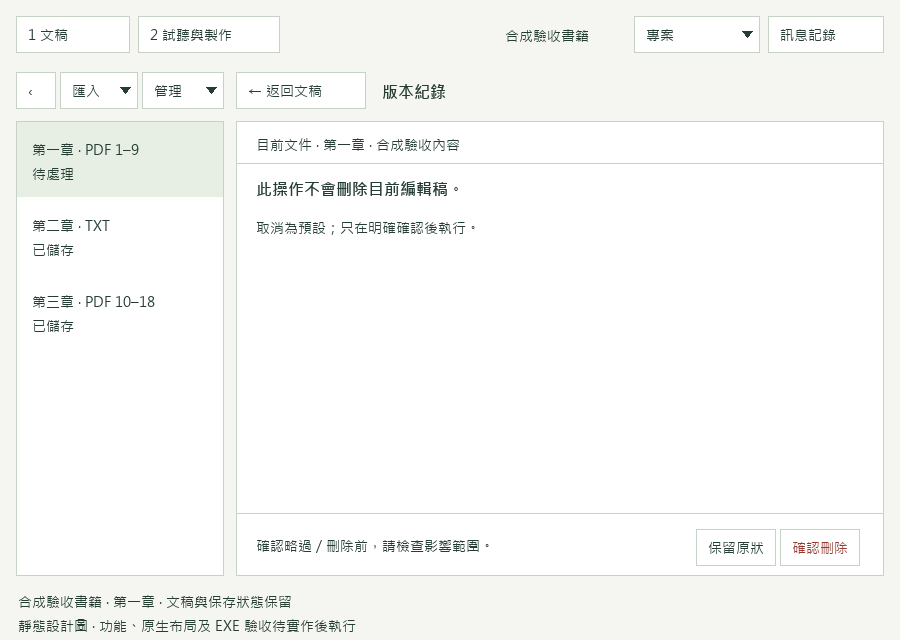 1 文稿
2 試聽與製作
合成驗收書籍
專案
訊息記錄
‹
匯入
管理
← 返回文稿
版本紀錄
第一章 · PDF 1–9
待處理
第二章 · TXT
已儲存
第三章 · PDF 10–18
已儲存
目前文件 · 第一章 · 合成驗收內容
此操作不會刪除目前編輯稿。
取消為預設；只在明確確認後執行。
確認略過 / 刪除前，請檢查影響範圍。
保留原狀
確認刪除
合成驗收書籍 · 第一章 · 文稿與保存狀態保留
靜態設計圖 · 功能、原生布局及 EXE 驗收待實作後執行